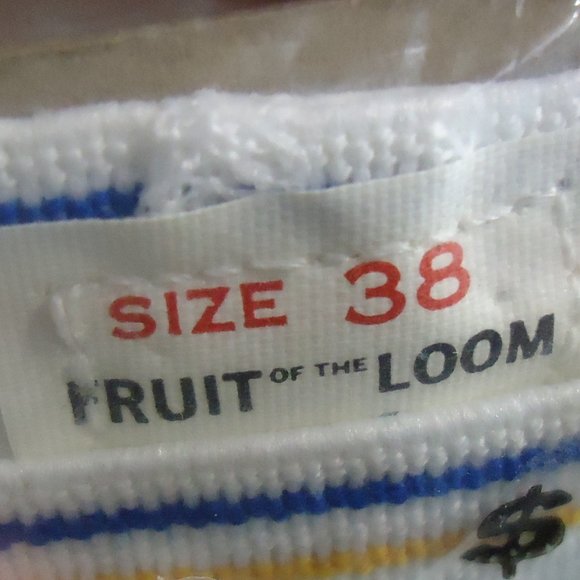 SIZE 38
FRUIT OF THE LOOM
$